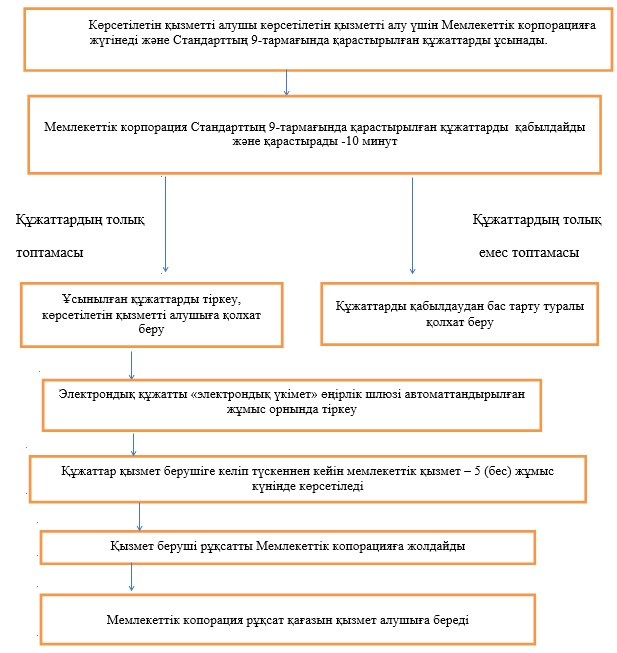 Көрсетілетін қызметті алушы көрсетілетін қызметті алу үшін Мемлекеттік корпорацияға
жүгінеді және Стандарттың 9-тармағында қарастырылған құжаттарды ұсынады.
Мемлекеттік корпорация Стандарттың 9-тармағында қарастырылған құжаттарды қабылдайды
және қарастырады -10 минут
Құжаттардың толық
топтамасы
Құжаттардың толық
емес топтамасы
Ұсынылған құжаттарды тіркеу,
көрсетілетін қызметті алушыға қолхат
беру
Құжаттарды қабылдаудан бас тарту туралы
қолхат беру
Электрондық құжатты «электрондық үкімет» өңірлік шлюзі автоматтандырылған
жұмыс орнында тіркеу
Құжаттар қызмет берушіге келіп түскеннен кейін мемлекеттік қызмет – 5 (бес) жұмыс
күнінде көрсетіледі
Қызмет беруші рұқсатты Мемлекеттік копорацияға жолдайды
Мемлекеттік копорация рұқсат қағазын қызмет алушыға береді